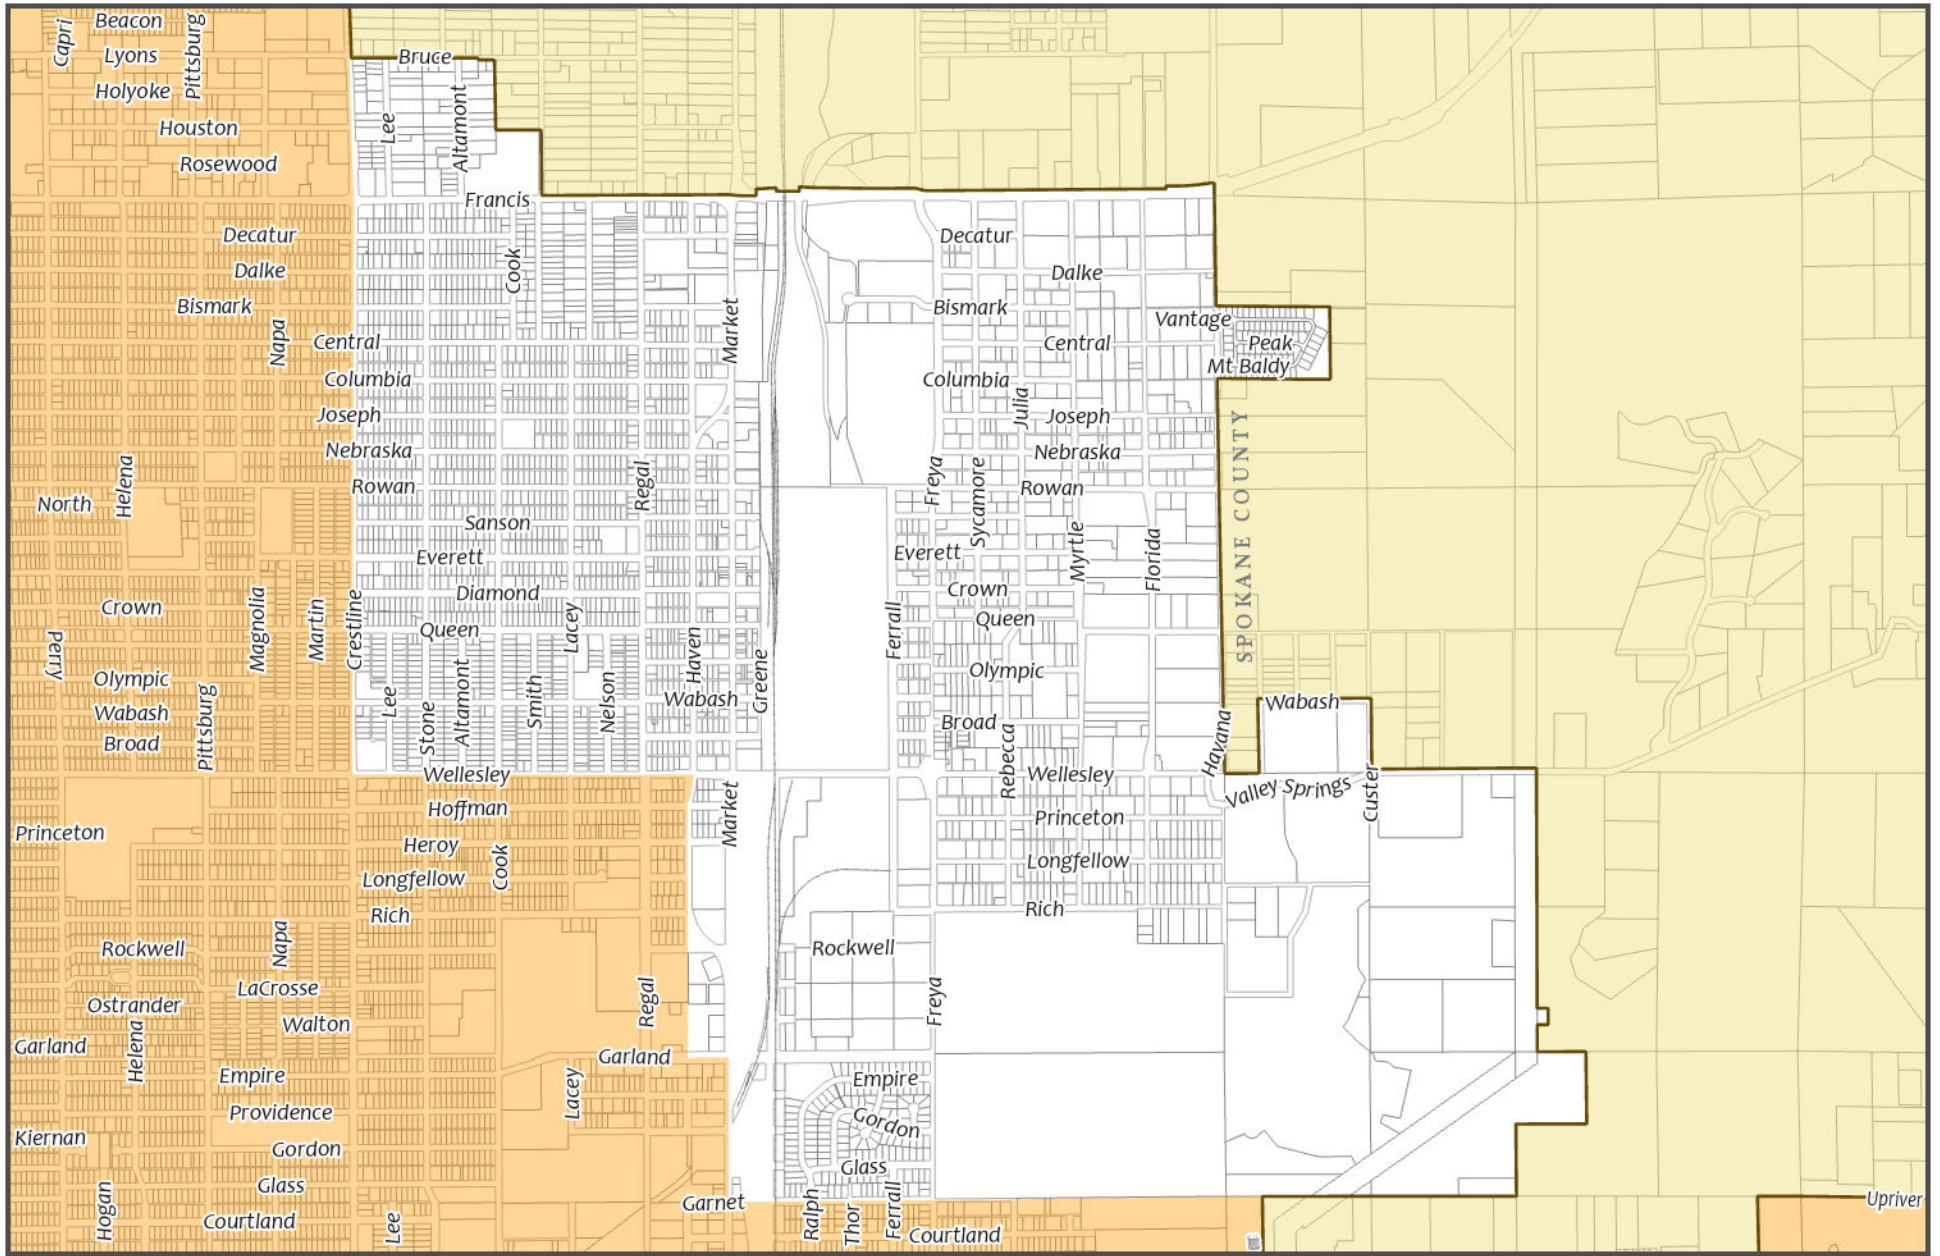 Capri
Beacon
Pittsburg
Lyons
Bruce
Holyoke
Lee
Altamont
Houston
Rosewood
Francis
Decatur
Decatur
Dalke
Cook
Dalke
Bismark
Bismark
Napa
Central
Market
Vantage
Central
Peak
Mt Baldy
Columbia
Columbia
Joseph
Julia
Joseph
Nebraska
Nebraska
SPOKANE COUNTY
Helena
Rowan
Regal
Freya
Sycamore
Rowan
North
Sanson
Myrtle
Florida
Everett
Everett
Crown
Magnolia
Martin
Crestline
Diamond
Crown
Queen
Lacey
Ferrall
Queen
Perry
Haven
Greene
Olympic
Olympic
Pittsburg
Lee
Stone
Altamont
Smith
Nelson
Wabash
Wabash
Wabash
Broad
Broad
Rebecca
Havana
Wellesley
Wellesley
Valley Springs
Custer
Hoffman
Market
Princeton
Princeton
Heroy
Cook
Longfellow
Longfellow
Rich
Rich
Rockwell
Napa
Rockwell
LaCrosse
Ostrander
Regal
Freya
Walton
Garland
Helena
Garland
Empire
Lacey
Empire
Providence
Gordon
Kiernan
Gordon
Glass
Glass
Hogan
Garnet
Ralph
Thor
Ferrall
Upriver
Courtland
Lee
Courtland